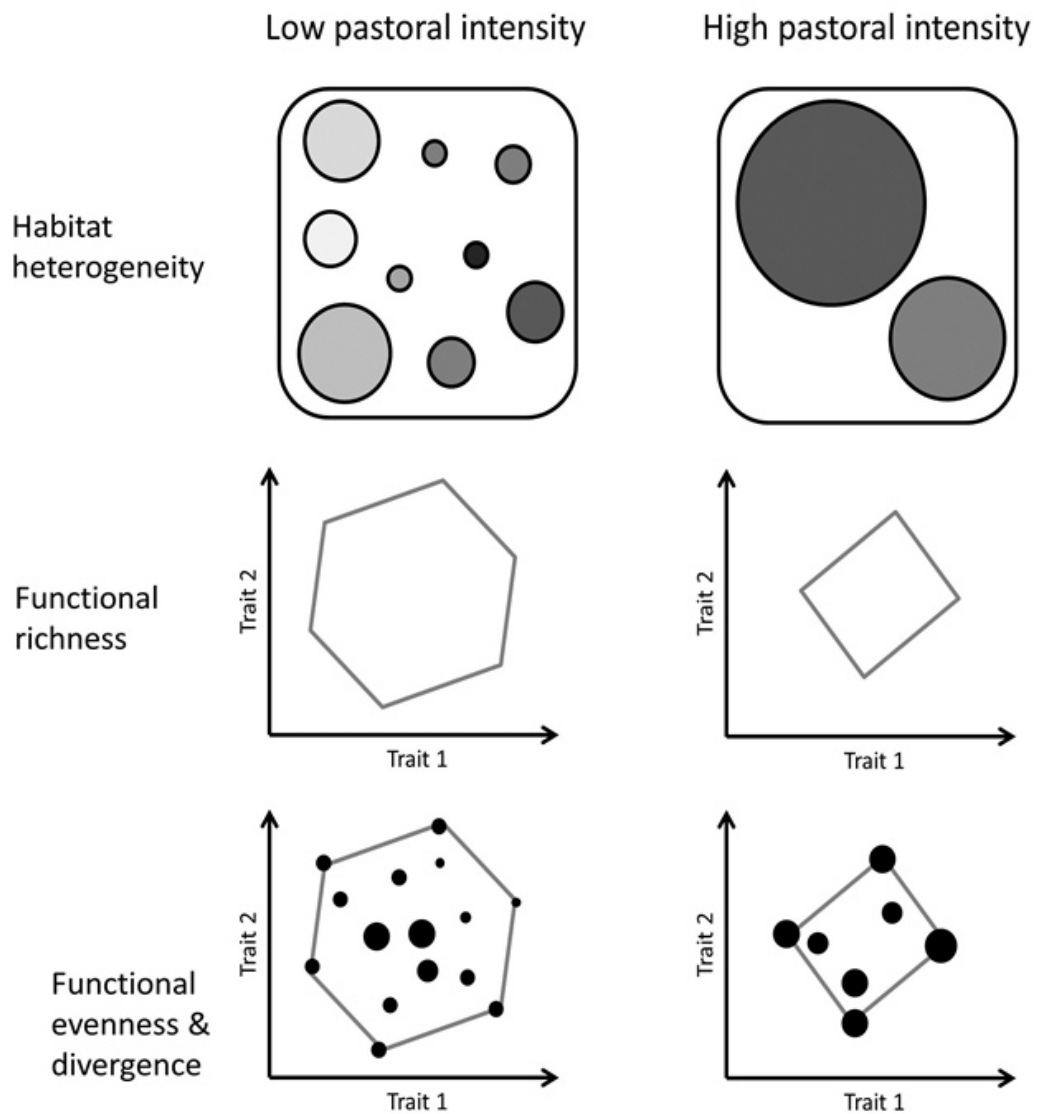 Low pastoral intensity
High pastoral intensity
Habitat
heterogeneity
Functional
richness
Trait 2
Trait 1
Trait 2
Trait 1
Functional
evenness &
divergence
Trait 2
Trait 1
Trait 2
Trait 1